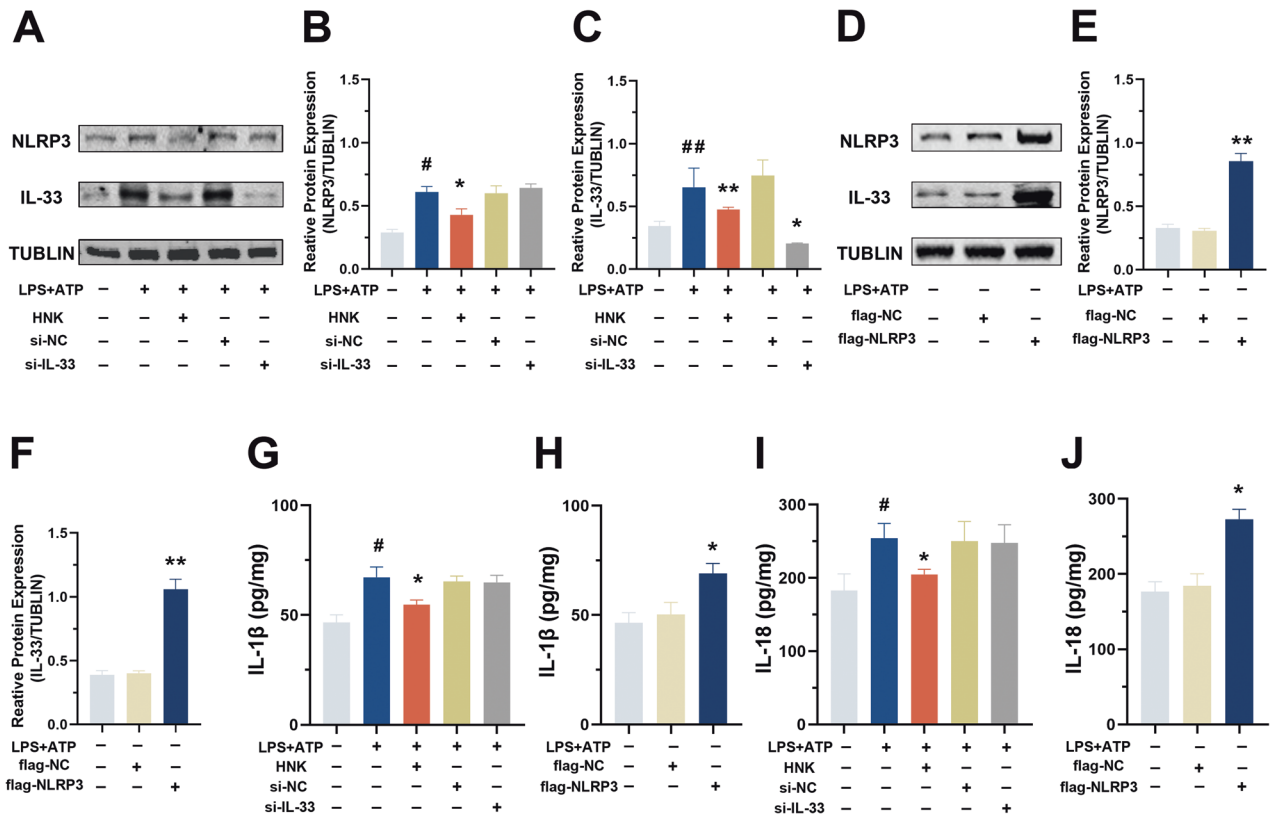 A
NLRP3
IL-33
TUBLIN
LPS+ATP – + + + +
HNK – – + – –
si-NC – – – + –
si-IL-33 – – – – +
B
Reative Protein Expression
(NLRP3/TUBLIN)
1.5
1.0
0.5
0.0
# *
LPS+ATP – + + + +
HNK – – + – –
si-NC – – – + –
si-IL-33 – – – – +
C
Reative Protein Expression
(IL-33/TUBLIN)
1.5
1.0
0.5
0.0
## ** *
LPS+ATP – + + + +
HNK – – + – –
si-NC – – – + –
si-IL-33 – – – – +
D
NLRP3
IL-33
TUBLIN
LPS+ATP – – –
flag-NC – + –
flag-NLRP3 – – +
E
Reative Protein Expression
(NLRP3/TUBLIN)
1.5
1.0
0.5
0.0
**
LPS+ATP – – –
flag-NC – + –
flag-NLRP3 – – +
F
Reative Protein Expression
(IL-33/TUBLIN)
1.5
1.0
0.5
0.0
**
LPS+ATP – – –
flag-NC – + –
flag-NLRP3 – – +
G
IL-1β (pg/mg)
100
50
0
# *
LPS+ATP – + + + +
HNK – – + – –
si-NC – – – + –
si-IL-33 – – – – +
H
IL-1β (pg/mg)
100
50
0
*
LPS+ATP – – –
flag-NC – + –
flag-NLRP3 – – +
I
IL-18 (pg/mg)
300
200
100
0
# *
LPS+ATP – + + + +
HNK – – + – –
si-NC – – – + –
si-IL-33 – – – – +
J
IL-18 (pg/mg)
300
200
100
0
*
LPS+ATP – – –
flag-NC – + –
flag-NLRP3 – – +